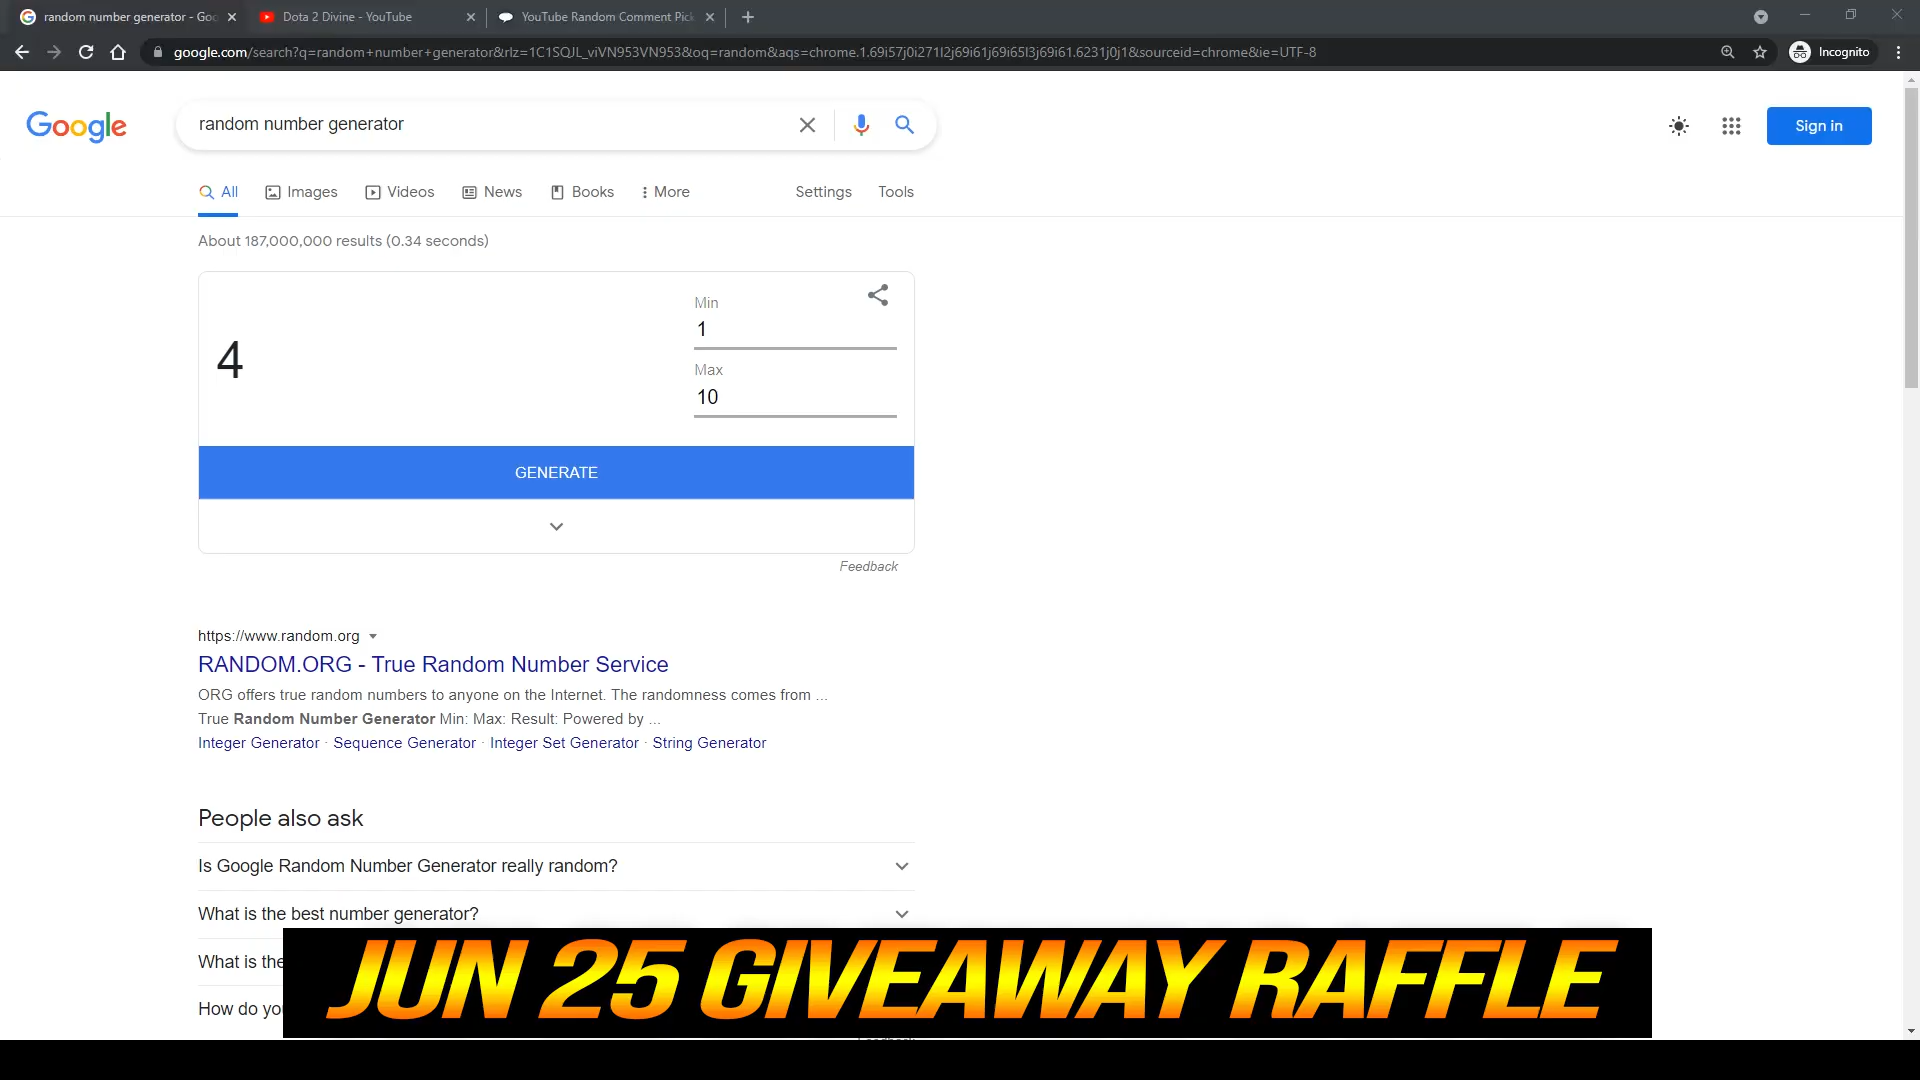 random number generator - Goo
Dota 2 Divine - YouTube
YouTube Random Comment Pick
google.com/search?q=random+number+generator&rlz=1C1SQJL_viVN953VN953&oq=random&aqs=chrome.1.69i57j0i271l2j69i61j69i65l3j69i61.6231j0j1&sourceid=chrome&ie=UTF-8
Incognito
Google
random number generator
Sign in
All
Images
Videos
News
Books
More
Settings
Tools
About 187,000,000 results (0.34 seconds)
Min
1
4
Max
10
GENERATE
Feedback
https://www.random.org
RANDOM.ORG - True Random Number Service
ORG offers true random numbers to anyone on the Internet. The randomness comes from ...
True Random Number Generator Min: Max: Result: Powered by ...
Integer Generator · Sequence Generator · Integer Set Generator · String Generator
People also ask
Is Google Random Number Generator really random?
What is the best number generator?
What is the
How do you
JUN 25 GIVEAWAY RAFFLE